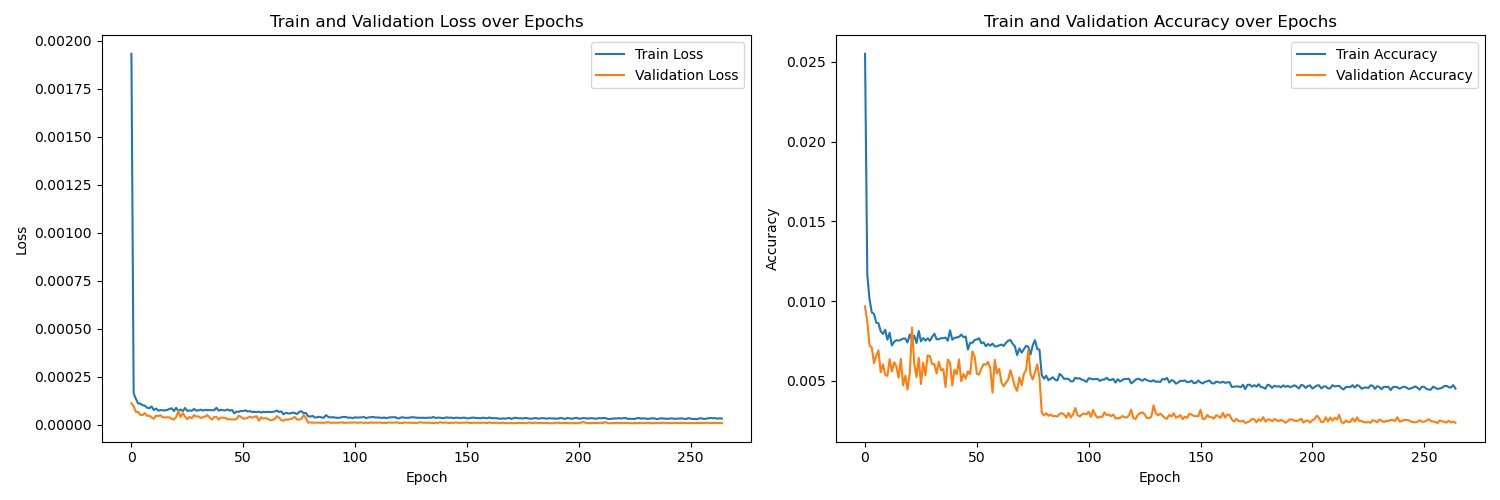 Train and Validation Loss over Epochs
Train Loss
Validation Loss
0.00200
0.00175
0.00150
0.00125
0.00100
0.00075
0.00050
0.00025
0.00000
Loss
0 50 100 150 200 250
Epoch
Train and Validation Accuracy over Epochs
Train Accuracy
Validation Accuracy
0.025
0.020
0.015
0.010
0.005
Accuracy
0 50 100 150 200 250
Epoch